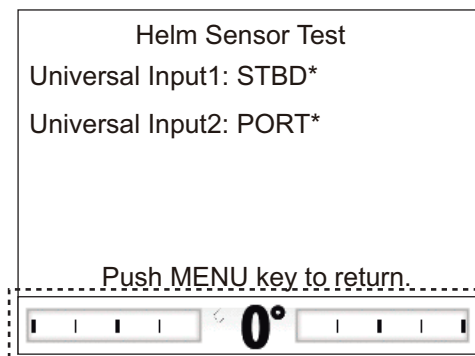 Helm Sensor Test
Universal Input1: STBD*
Universal Input2: PORT*
Push MENU key to return.
0°